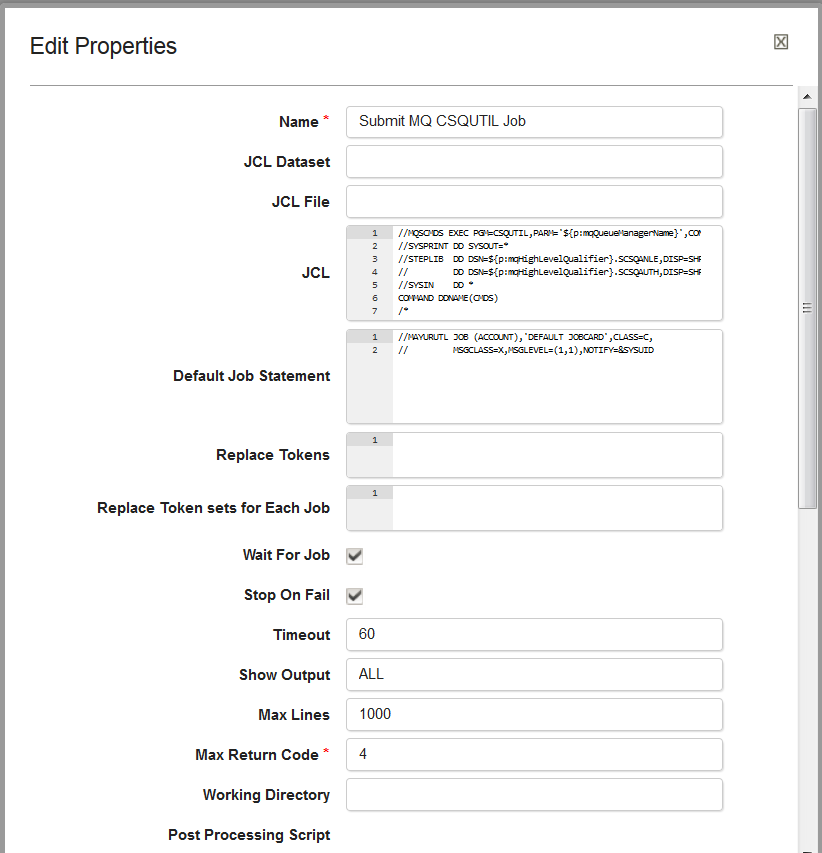 Edit Properties
Name *
Submit MQ CSQUTIL Job
JCL Dataset
JCL File
JCL
1 //MQSCMDS EXEC PGM=CSQUTIL,PARM='${p:mqQueueManagerName}',CON
2 //SYSPRINT DD SYSOUT=*
3 //STEPLIB  DD DSN=${p:mqHighLevelQualifier}.SCSQANLE,DISP=SHR
4 //         DD DSN=${p:mqHighLevelQualifier}.SCSQAUTH,DISP=SHR
5 //SYSIN    DD *
6 COMMAND DDNAME(CMDS)
7 /*
Default Job Statement
1 //MAYURUTL JOB (ACCOUNT),'DEFAULT JOBCARD',CLASS=C,
2 //         MSGCLASS=X,MSGLEVEL=(1,1),NOTIFY=&SYSUID
Replace Tokens
1
Replace Token sets for Each Job
1
Wait For Job
Stop On Fail
Timeout
60
Show Output
ALL
Max Lines
1000
Max Return Code *
4
Working Directory
Post Processing Script